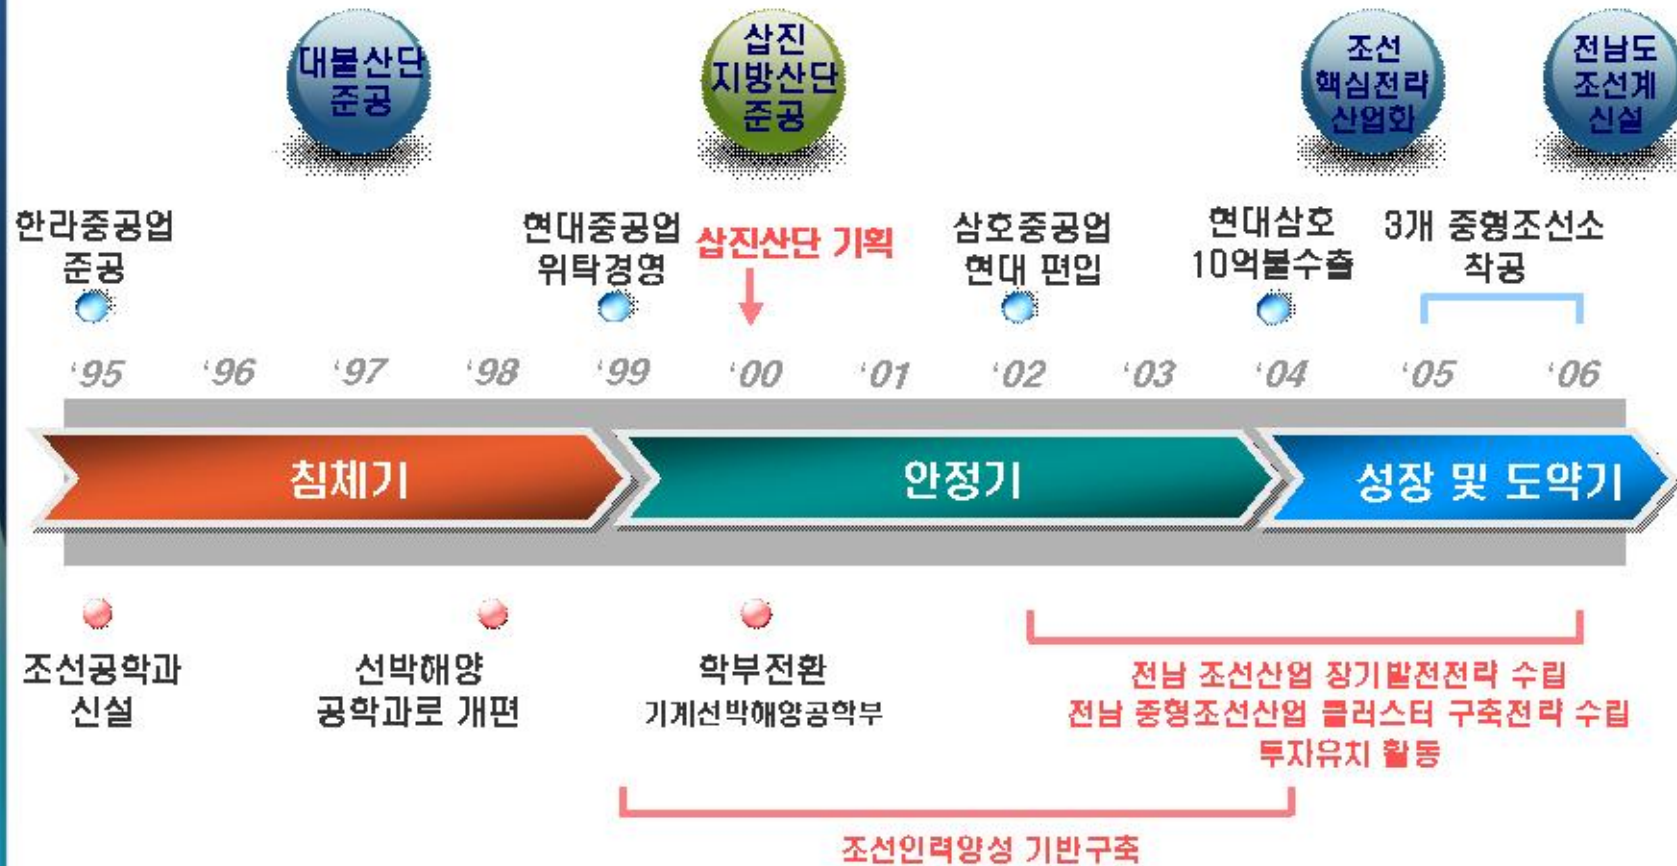 대불산단
준공
삽진
지방산단
준공
조선
핵심전략
산업화
전남도
조선계
신설
한라중공업
준공
현대중공업
위탁경영
삽진산단 기획
삼호중공업
현대 편입
현대삼호
10억불수출
3개 중형조선소
착공
‘95 ‘96 ‘97 ‘98 ‘99 ‘00 ‘01 ‘02 ‘03 ‘04 ‘05 ‘06
침체기 안정기 성장 및 도약기
조선공학과
신설
선박해양
공학과로 개편
학부전환
기계선박해양공학부
전남 조선산업 장기발전전략 수립
전남 중형조선산업 클러스터 구축전략 수립
투자유치 활동
조선인력양성 기반구축